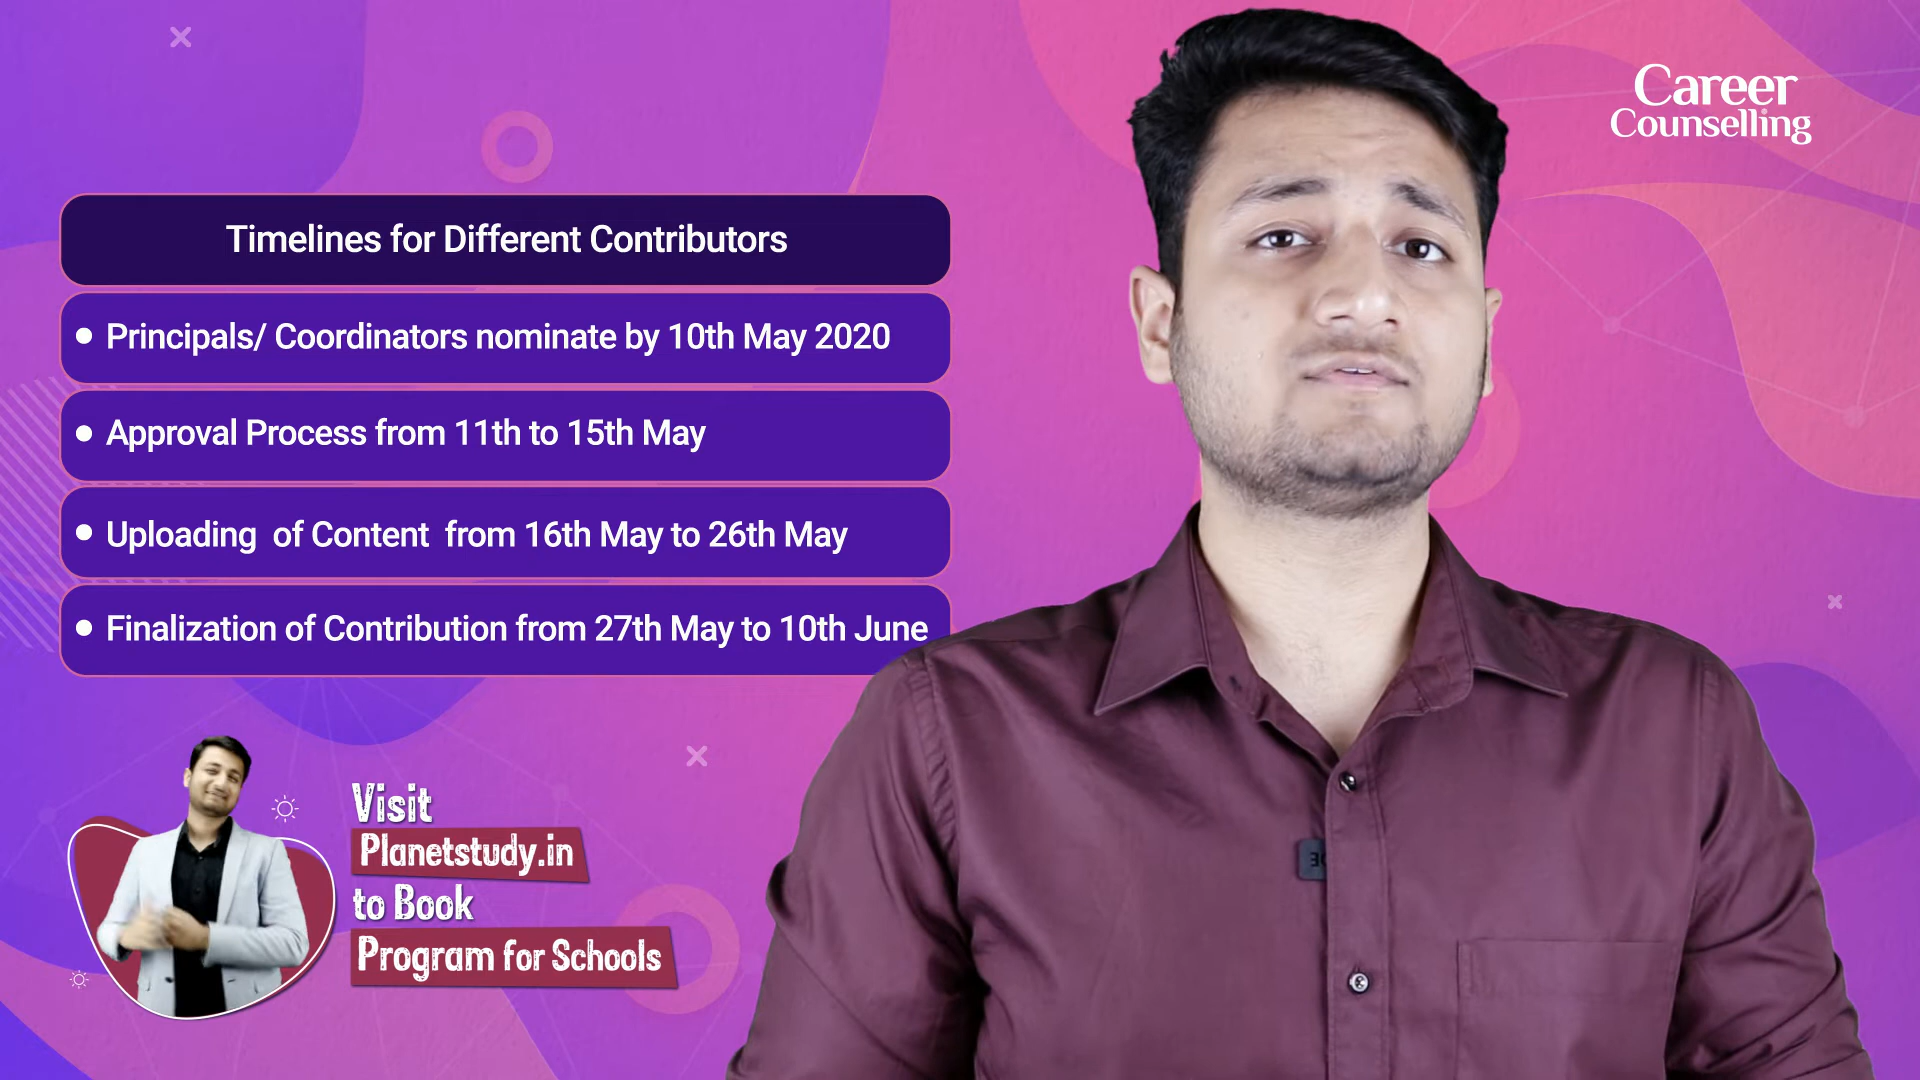 Career
Counselling
Timelines for Different Contributors
Principals/ Coordinators nominate by 10th May 2020
Approval Process from 11th to 15th May
Uploading of Content from 16th May to 26th May
Finalization of Contribution from 27th May to 10th June
Visit
Planetstudy.in
to Book
Program for Schools